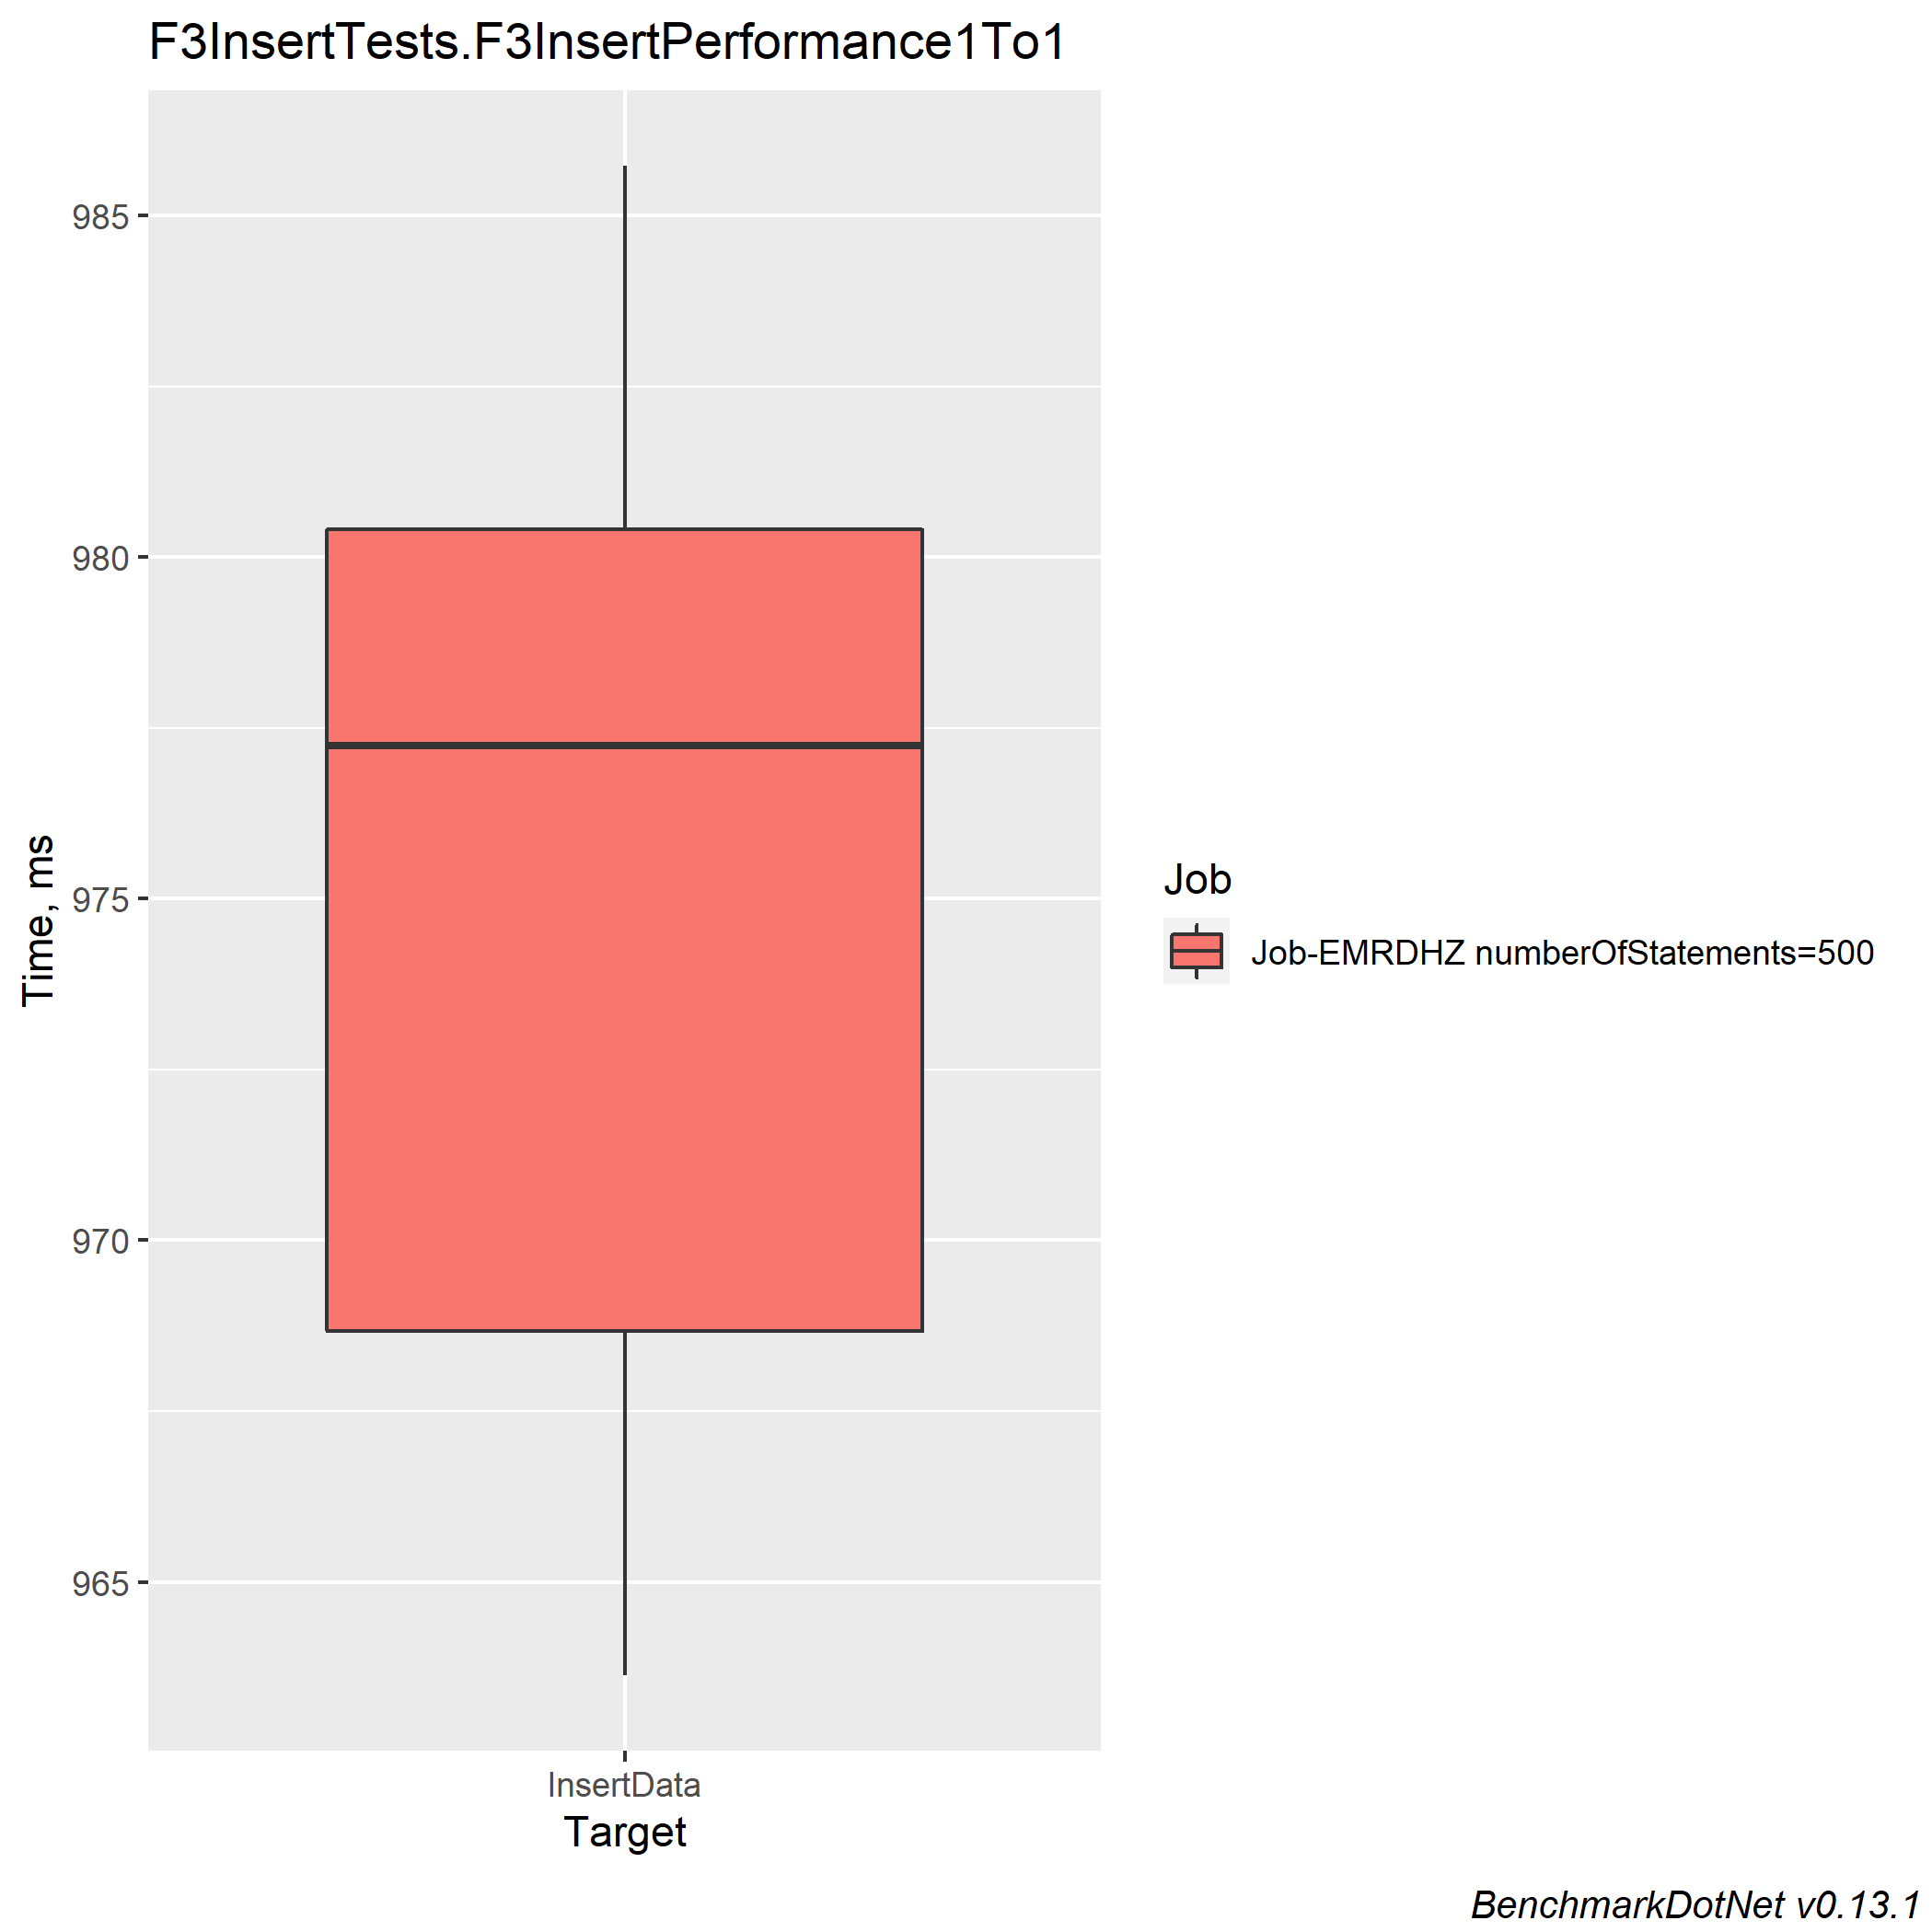 F3InsertTests.F3InsertPerformance1To1
985
980
975
970
965
Time, ms
InsertData
Target
Job
Job-EMRDHZ numberOfStatements=500
BenchmarkDotNet v0.13.1